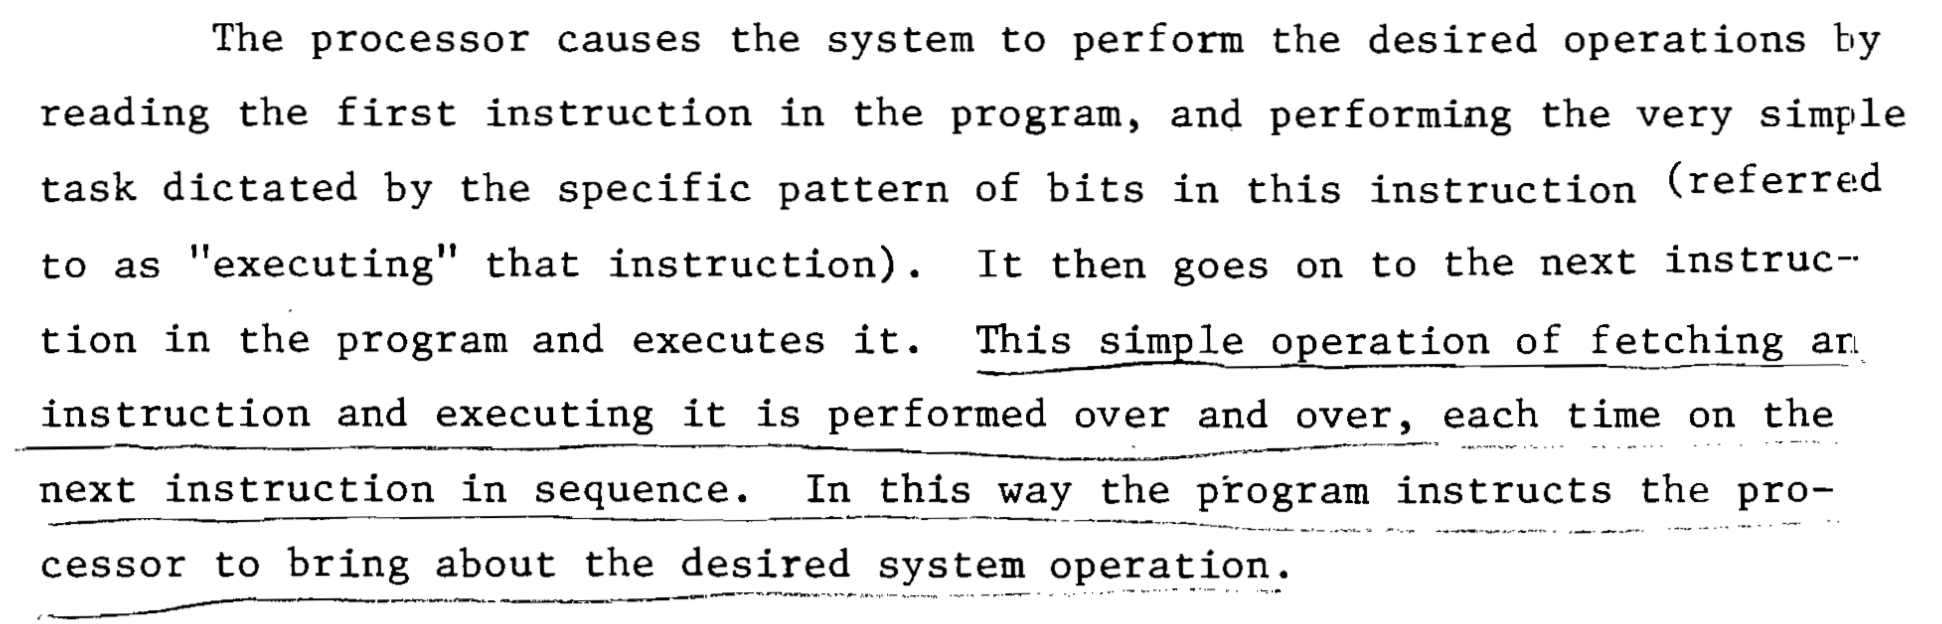 The processor causes the system to perform the desired operations by
reading the first instruction in the program, and performing the very simple
task dictated by the specific pattern of bits in this instruction (referred
to as "executing" that instruction). It then goes on to the next instruc-
tion in the program and executes it. This simple operation of fetching an
instruction and executing it is performed over and over, each time on the
next instruction in sequence. In this way the program instructs the pro-
cessor to bring about the desired system operation.